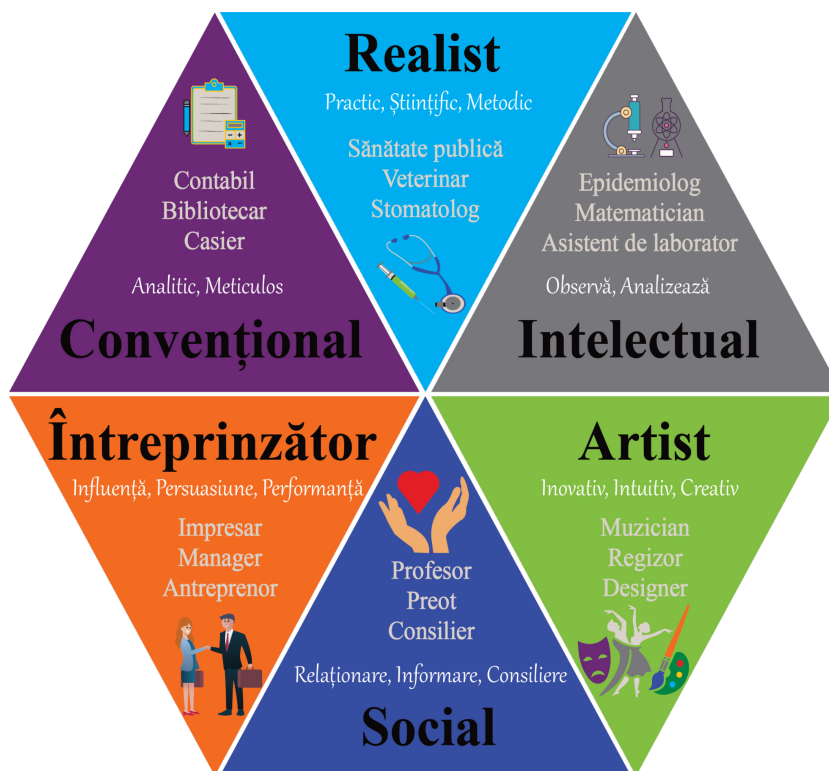 Realist
Practic, Științific, Metodic
Sănătate publică
Veterinar
Stomatolog
Contabil
Bibliotecar
Casier
Analitic, Meticulos
Convențional
Epidemiolog
Matematician
Asistent de laborator
Observă, Analizează
Intelectual
Întreprinzător
Influență, Persuasiune, Performanță
Impresar
Manager
Antreprenor
Profesor
Preot
Consilier
Relaționare, Informare, Consiliere
Social
Artist
Inovativ, Intuitiv, Creativ
Muzician
Regizor
Designer